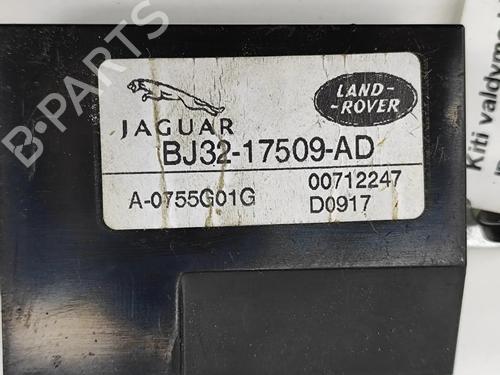 JAGUAR
LAND-
-ROVER
BJ32-17509-AD
A-0755G01G
00712247
D0917
B-PARTS
Kiti valdymo